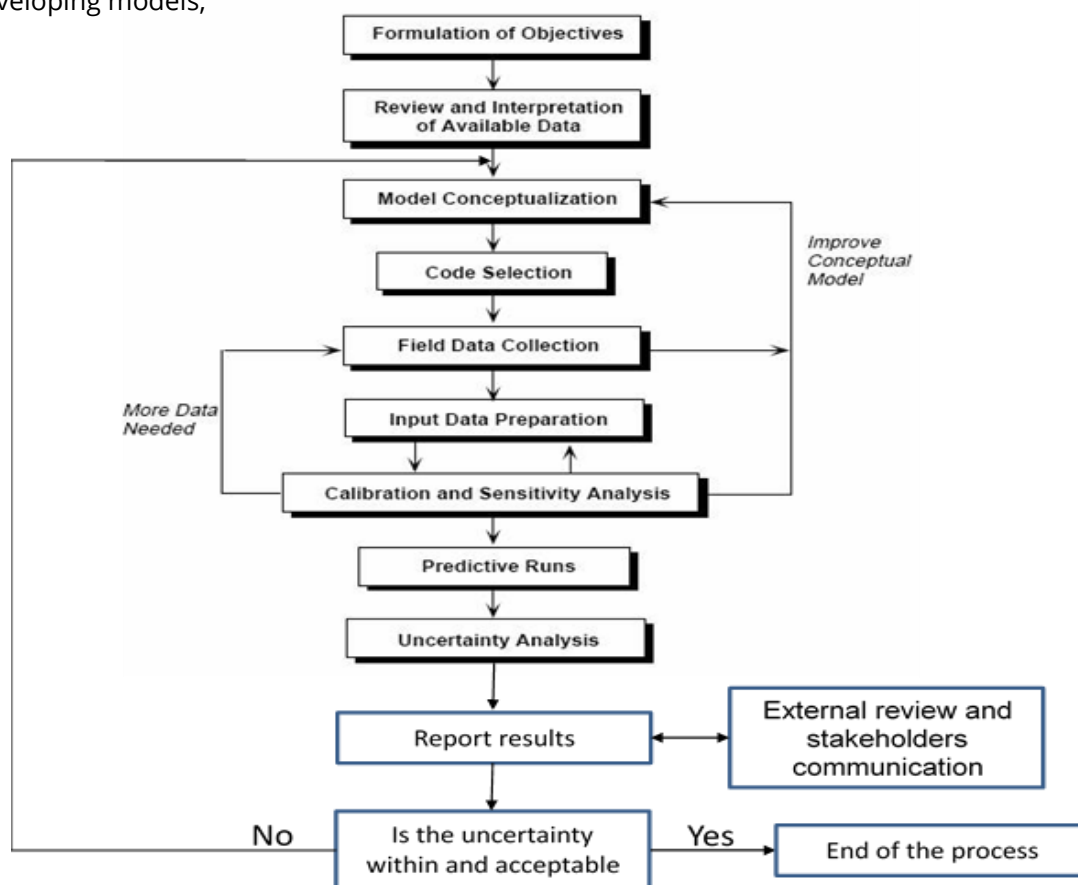 veloping models,
Formulation of Objectives
Review and Interpretation
of Available Data
Model Conceptualization
Improve
Conceptual
Model
Code Selection
Field Data Collection
More Data
Needed
Input Data Preparation
Calibration and Sensitivity Analysis
Predictive Runs
Uncertainty Analysis
Report results
External review and
stakeholders
communication
No
Is the uncertainty
within and acceptable
Yes
End of the process